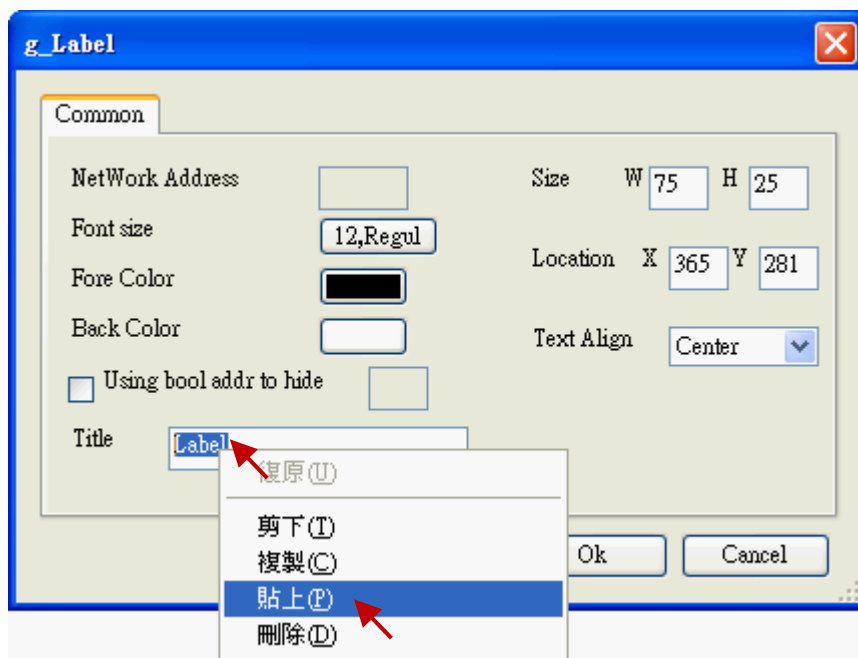 g_Label
Common
NetWork Address
Font size 12,Regul
Fore Color
Back Color
Using bool addr to hide
Title Label
Size W 75 H 25
Location X 365 Y 281
Text Align Center
復原(U)
剪下(T)
複製(C)
貼上(P)
刪除(D)
Ok Cancel